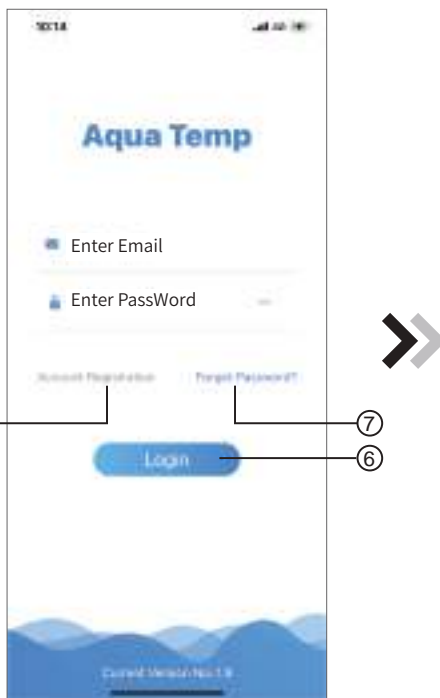 10:14
Aqua Temp
Enter Email
Enter PassWord
Account Registration Forgot Password?
⑦
Login ⑥
Current Version No: 1.9